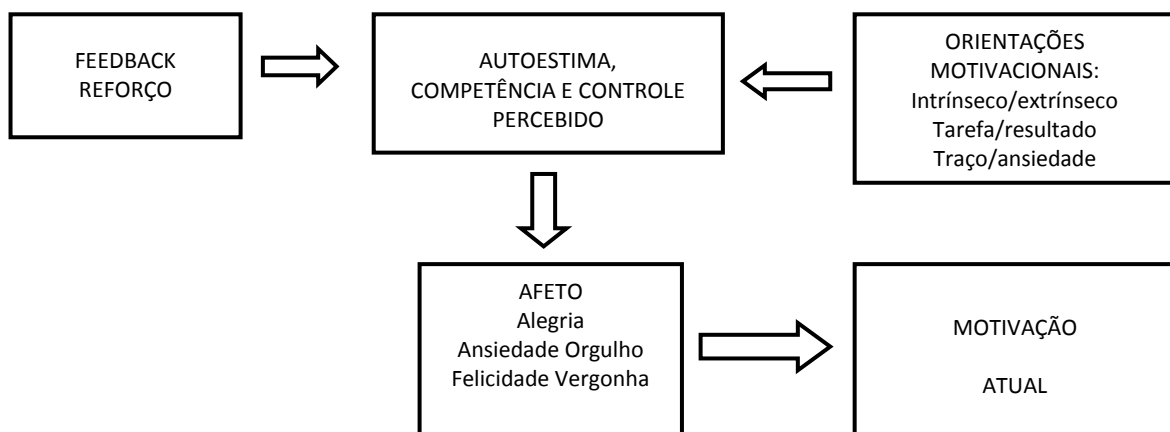 FEEDBACK
REFORÇO
AUTOESTIMA,
COMPETÊNCIA E CONTROLE
PERCEBIDO
ORIENTAÇÕES
MOTIVACIONAIS:
Intrínseco/extrínseco
Tarefa/resultado
Traço/ansiedade
AFETO
Alegria
Ansiedade Orgulho
Felicidade Vergonha
MOTIVAÇÃO
ATUAL